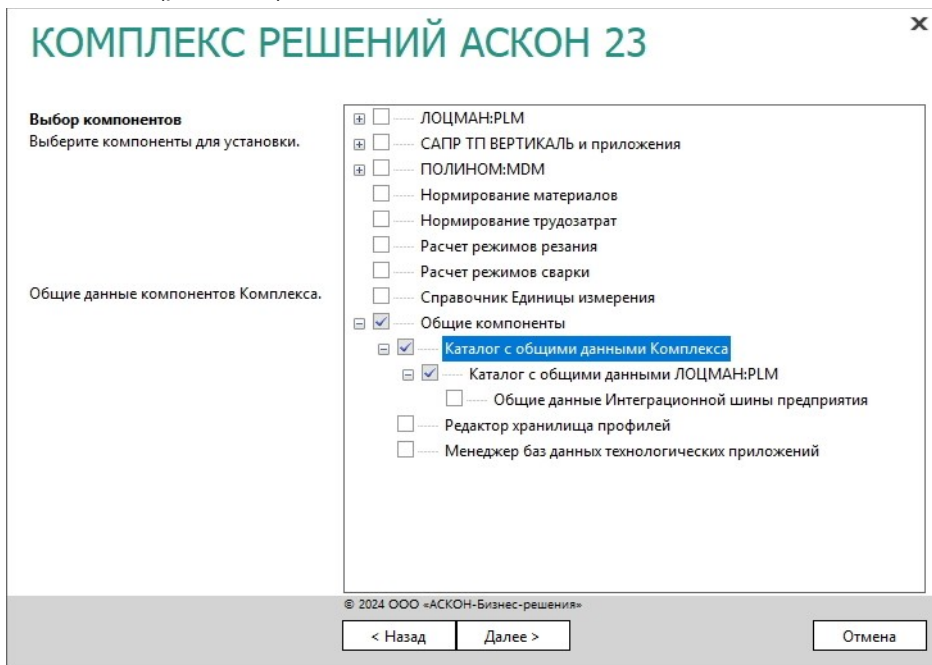 КОМПЛЕКС РЕШЕНИЙ АСКОН 23
x
Выбор компонентов
Выберите компоненты для установки.
Общие данные компонентов Комплекса.
ЛОЦМАН:PLM
САПР ТП ВЕРТИКАЛЬ и приложения
ПОЛИНОМ:MDM
Нормирование материалов
Нормирование трудозатрат
Расчет режимов резания
Расчет режимов сварки
Справочник Единицы измерения
Общие компоненты
Каталог с общими данными Комплекса
Каталог с общими данными ЛОЦМАН:PLM
Общие данные Интеграционной шины предприятия
Редактор хранилища профилей
Менеджер баз данных технологических приложений
© 2024 ООО «АСКОН-Бизнес-решения»
< Назад
Далее >
Отмена